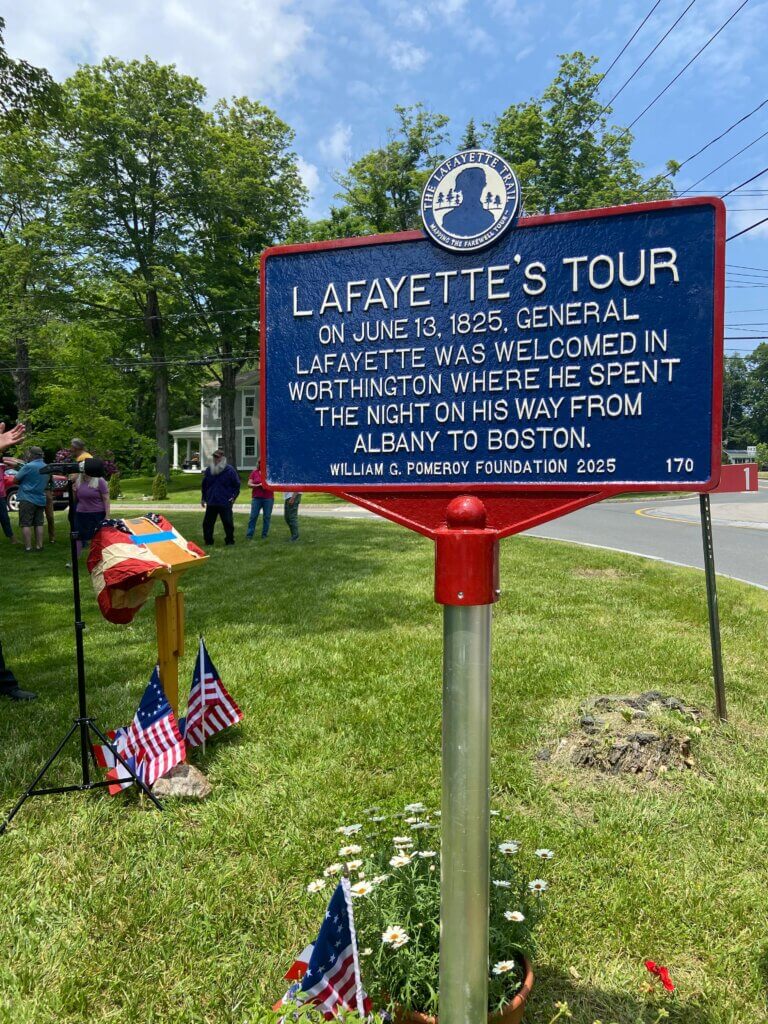 THE LAFAYETTE TRAIL
MAPPING THE FAREWELL TOUR
LAFAYETTE'S TOUR
ON JUNE 13, 1825, GENERAL
LAFAYETTE WAS WELCOMED IN
WORTHINGTON WHERE HE SPENT
THE NIGHT ON HIS WAY FROM
ALBANY TO BOSTON.
WILLIAM G. POMEROY FOUNDATION 2025 170
1